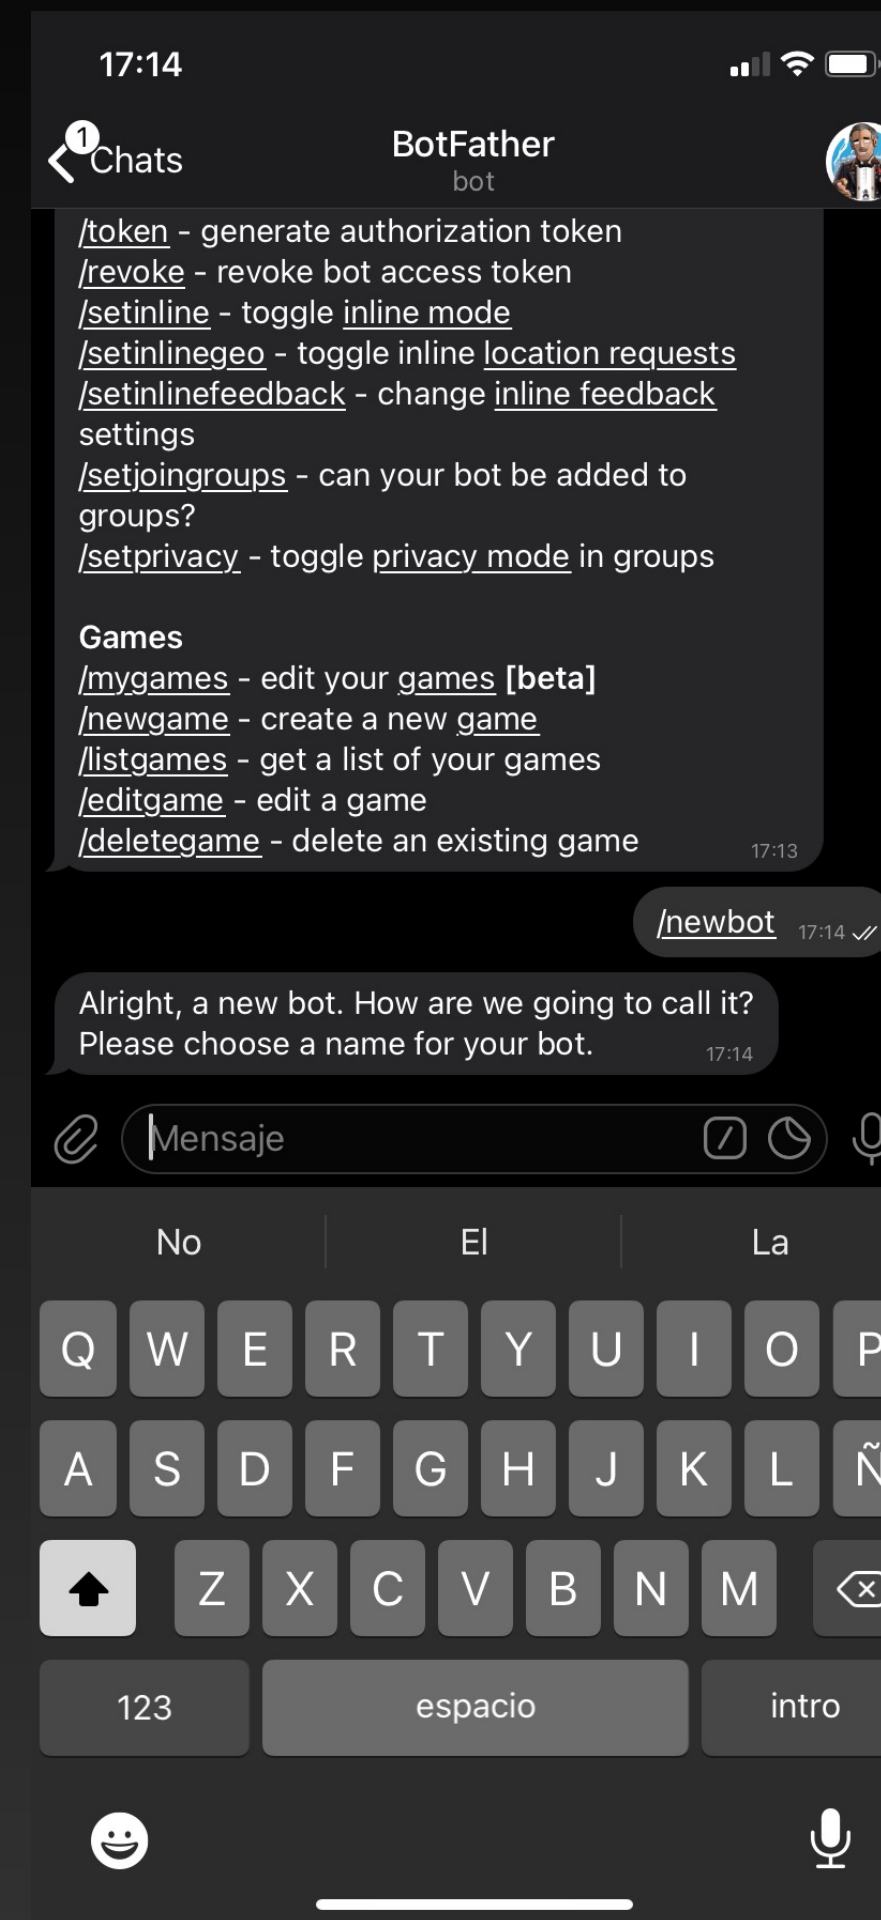 17:14
1
Chats
BotFather
bot
/token - generate authorization token
/revoke - revoke bot access token
/setinline - toggle inline mode
/setinlinegeo - toggle inline location requests
/setinlinefeedback - change inline feedback
settings
/setjoingroups - can your bot be added to
groups?
/setprivacy - toggle privacy mode in groups
Games
/mygames - edit your games [beta]
/newgame - create a new game
/listgames - get a list of your games
/editgame - edit a game
/deletegame - delete an existing game
17:13
/newbot 17:14
Alright, a new bot. How are we going to call it?
Please choose a name for your bot.
17:14
Mensaje
No El La
Q W E R T Y U I O P
A S D F G H J K L Ñ
Z X C V B N M
123 espacio intro